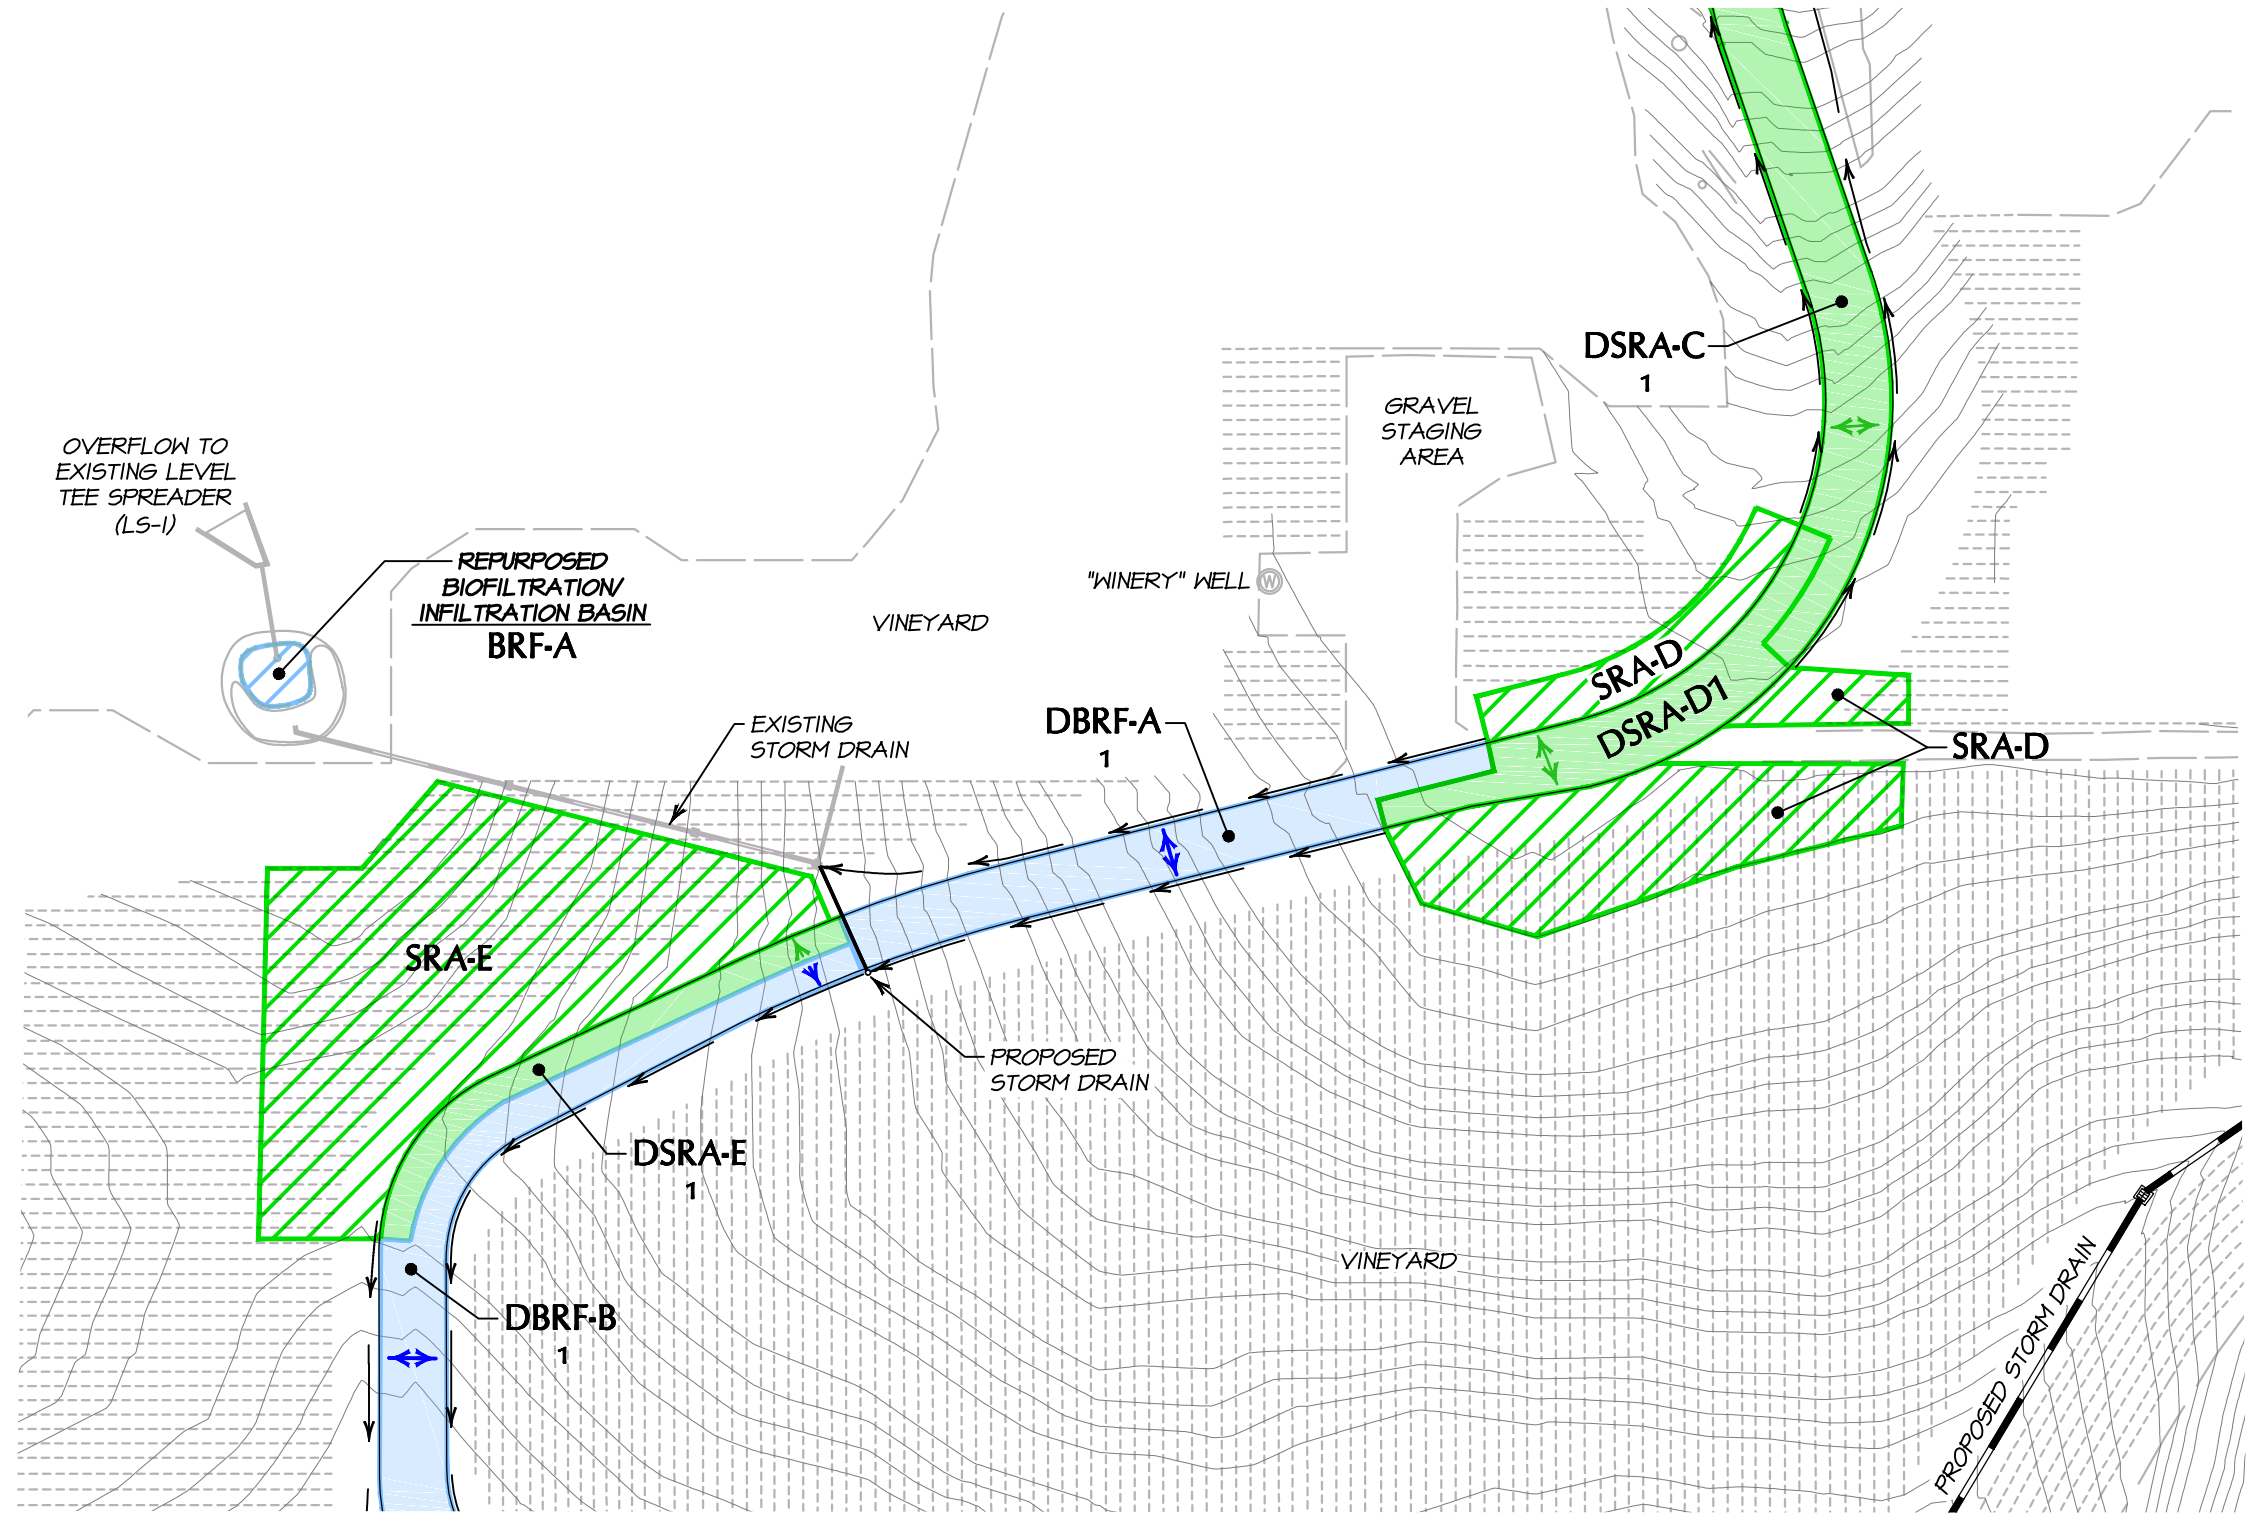 DSRA-C
1
GRAVEL
STAGING
AREA
OVERFLOW TO
EXISTING LEVEL
TEE SPREADER
(LS-1)
REPURPOSED
BIOFILTRATION/
INFILTRATION BASIN
BRF-A
"WINERY" WELL
W
VINEYARD
SRA-D
DSRA-D1
SRA-D
EXISTING
STORM DRAIN
DBRF-A
1
SRA-E
PROPOSED
STORM DRAIN
DSRA-E
1
VINEYARD
DBRF-B
1
PROPOSED STORM DRAIN